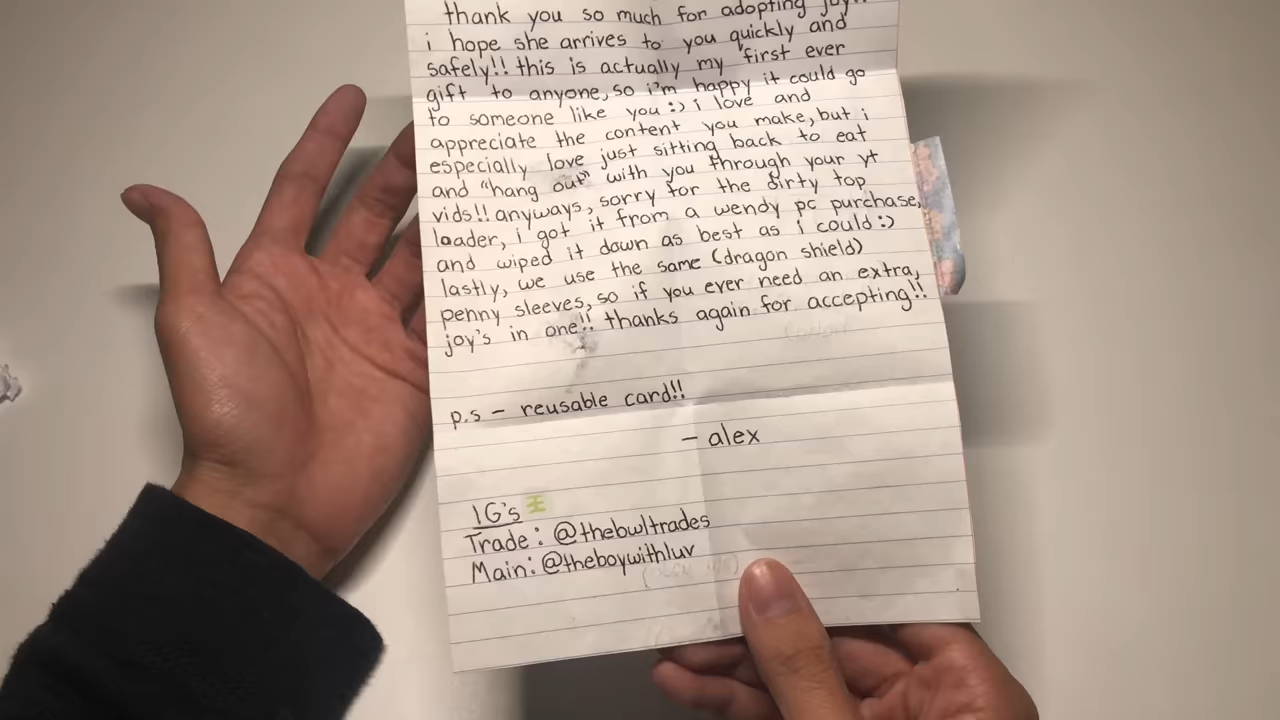 thank you so much for adopting joy!!
i hope she arrives to you quickly and
safely!! this is actually my first ever
gift to anyone, so i'm happy it could go
to someone like you :) i love and
appreciate the content you make, but i
especially love just sitting back to eat
and "hang out" with you through your yt
vids!! anyways, sorry for the dirty top
loader, i got it from a wendy pc purchase,
and wiped it down as best as i could :)
lastly, we use the same (dragon shield)
penny sleeves, so if you ever need an extra,
joy's in one!! thanks again for accepting!!
p.s - reusable card!!
- alex
IG's
Trade: @thebwltrades
Main: @theboywithluv